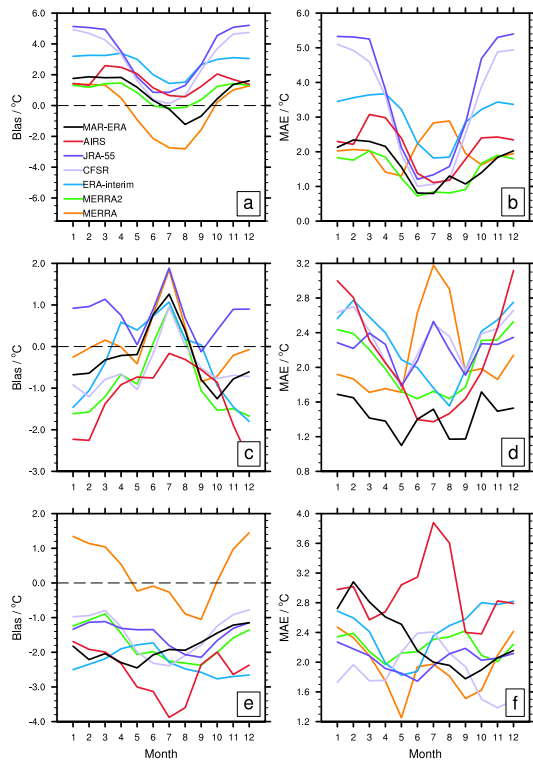 6.0
4.0
2.0
0.0
-2.0
-4.0
-6.0
Bias / °C
MAR-ERA
AIRS
JRA-55
CFSR
ERA-interim
MERRA2
MERRA
a
1 2 3 4 5 6 7 8 9 10 11 12
6.0
5.0
4.0
3.0
2.0
1.0
0.0
MAE / °C
b
1 2 3 4 5 6 7 8 9 10 11 12
2.0
1.0
0.0
-1.0
-2.0
-3.0
Bias / °C
c
1 2 3 4 5 6 7 8 9 10 11 12
3.2
2.8
2.4
2.0
1.6
1.2
0.8
MAE / °C
d
1 2 3 4 5 6 7 8 9 10 11 12
2.0
1.0
0.0
-1.0
-2.0
-3.0
-4.0
Bias / °C
e
1 2 3 4 5 6 7 8 9 10 11 12
Month
4.0
3.6
3.2
2.8
2.4
2.0
1.6
1.2
MAE / °C
f
1 2 3 4 5 6 7 8 9 10 11 12
Month